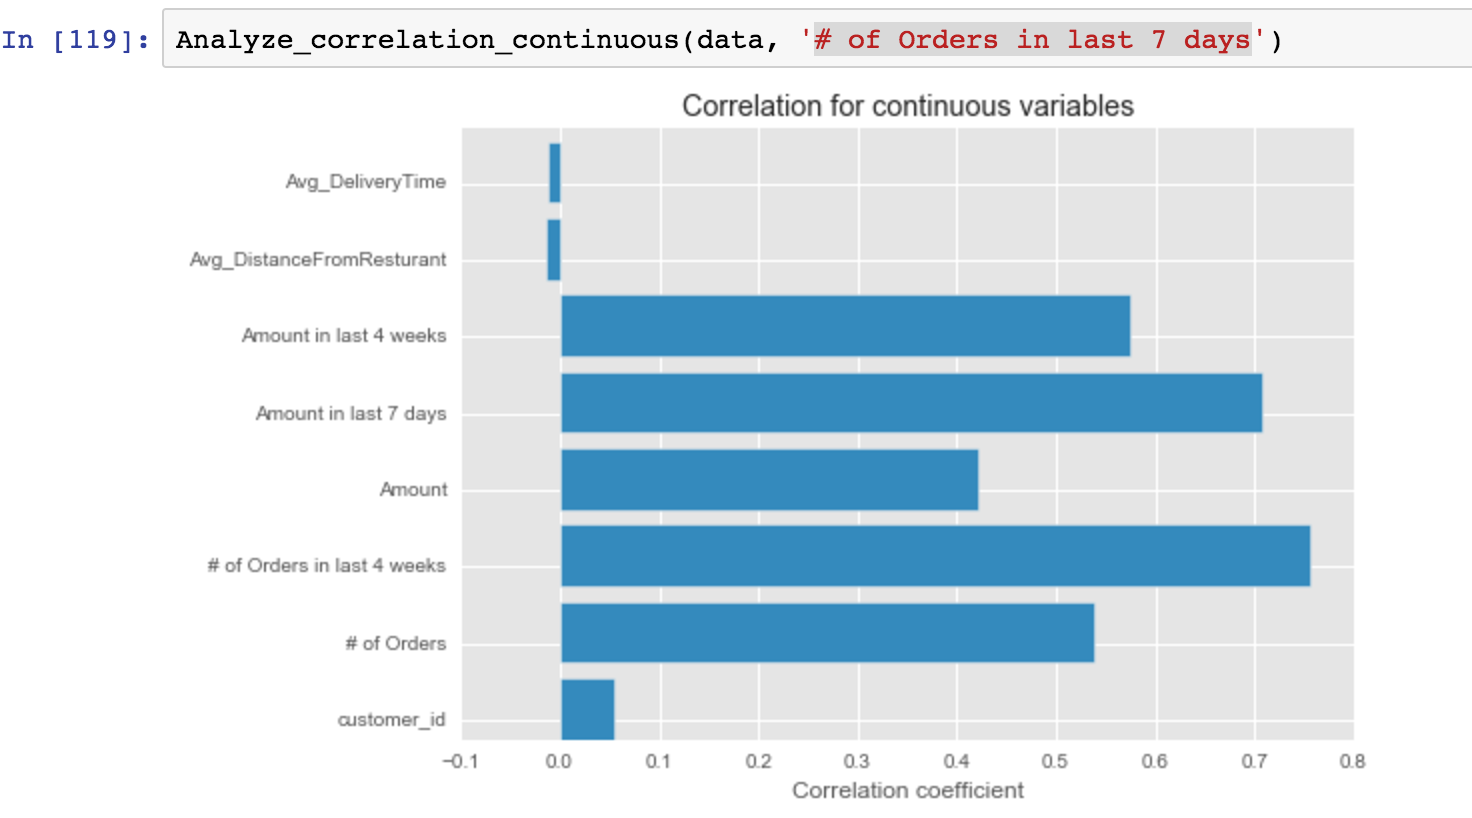 In [119]: Analyze_correlation_continuous(data, '# of Orders in last 7 days')
Correlation for continuous variables
Avg_DeliveryTime
Avg_DistanceFromResturant
Amount in last 4 weeks
Amount in last 7 days
Amount
# of Orders in last 4 weeks
# of Orders
customer_id
−0.1 0.0 0.1 0.2 0.3 0.4 0.5 0.6 0.7 0.8
Correlation coefficient